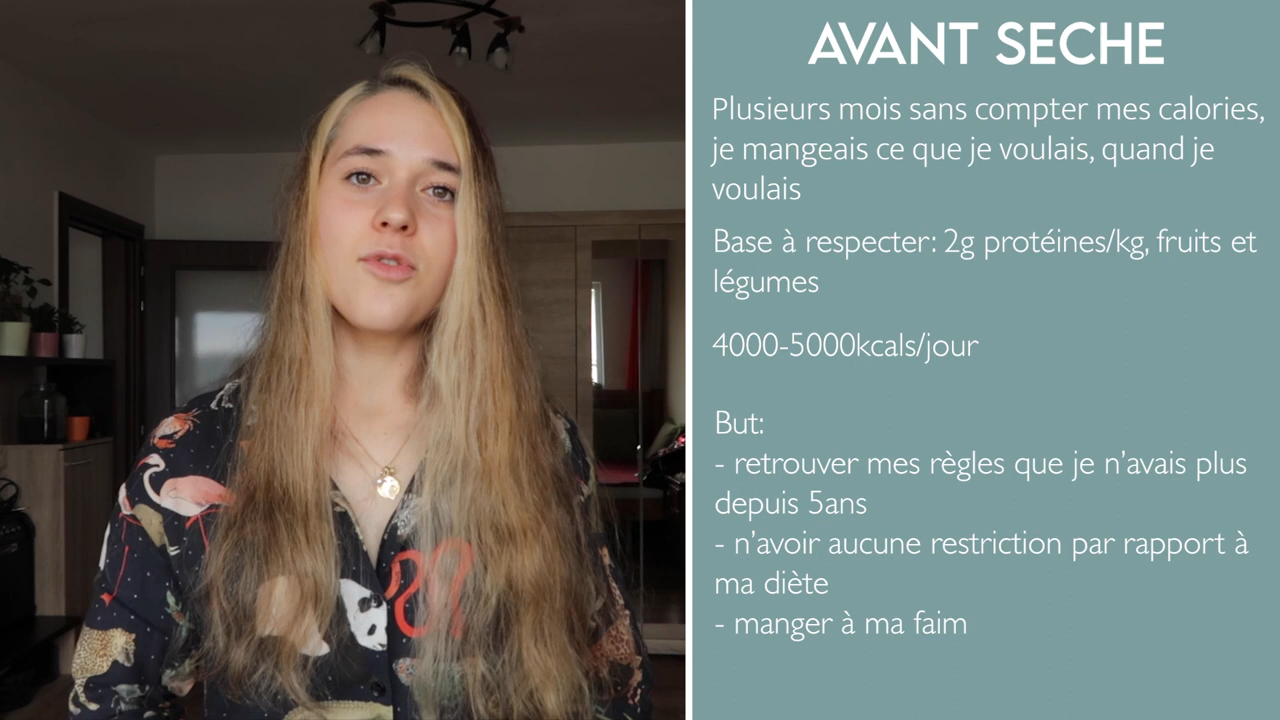 AVANT SECHE
Plusieurs mois sans compter mes calories,
je mangeais ce que je voulais, quand je
voulais
Base à respecter: 2g protéines/kg, fruits et
légumes
4000-5000kcals/jour
But:
- retrouver mes règles que je n'avais plus
depuis 5ans
- n'avoir aucune restriction par rapport à
ma diète
- manger à ma faim